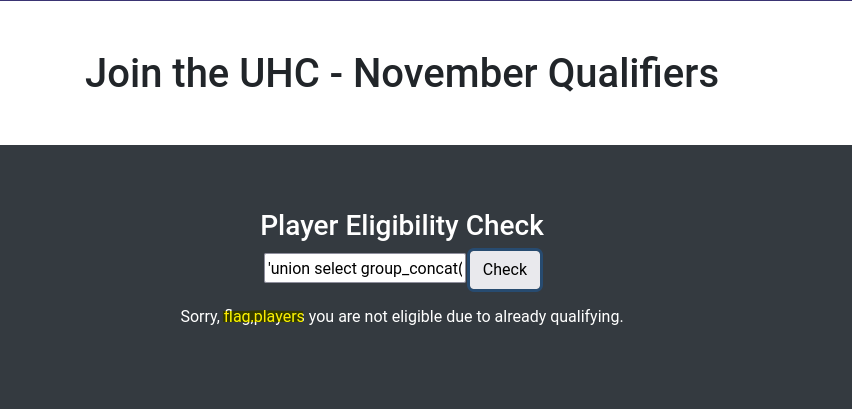 Join the UHC - November Qualifiers
Player Eligibility Check
'union select group_concat(
Check
Sorry, flag,players you are not eligible due to already qualifying.